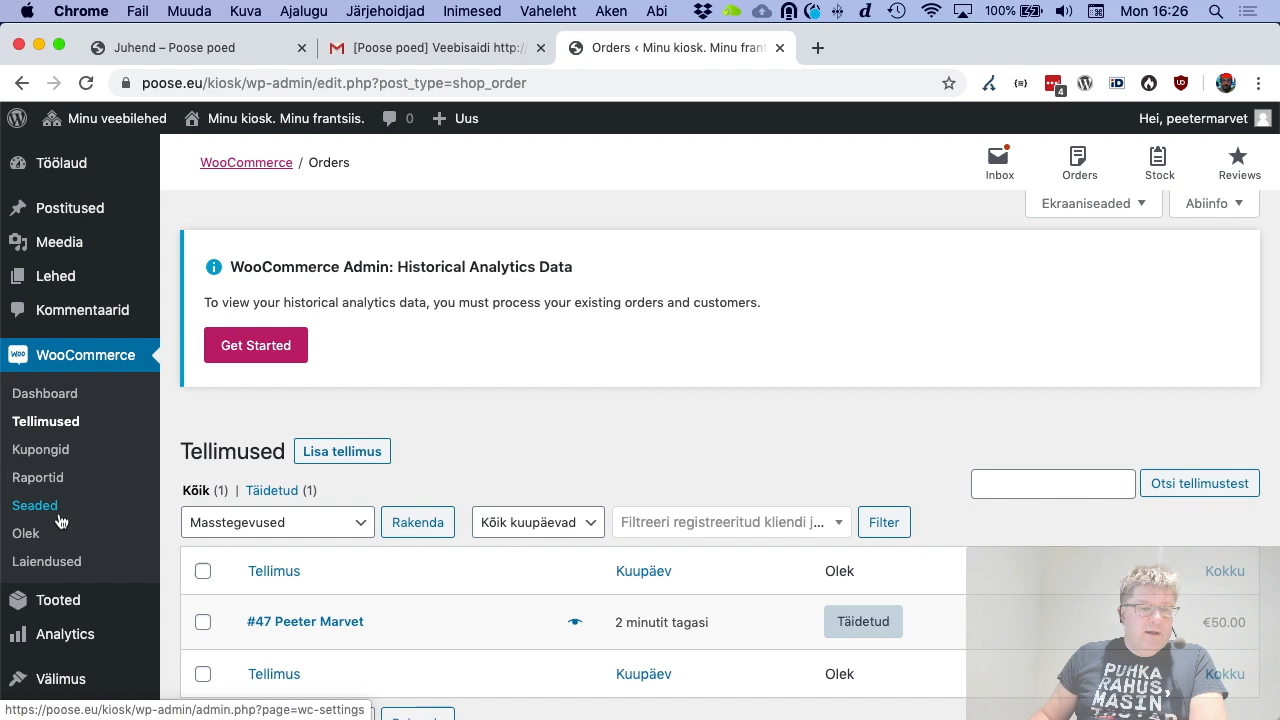 Chrome Fail Muuda Kuva Ajalugu Järjehoidjad Inimesed Vaheleht Aken Abi 100% Mon 16:26
Juhend – Poose poed
[Poose poed] Veebisaidi http:/
Orders ‹ Minu kiosk. Minu frant
poose.eu/kiosk/wp-admin/edit.php?post_type=shop_order
4
Minu veebilehed Minu kiosk. Minu frantsiis. 0 Uus Hei, peetermarvet
Töölaud
Postitused
Meedia
Lehed
Kommentaarid
WooCommerce
Dashboard
Tellimused
Kupongid
Raportid
Seaded
Olek
Laiendused
Tooted
Analytics
Välimus
WooCommerce / Orders
Inbox
Orders
Stock
Reviews
Ekraaniseaded
Abiinfo
WooCommerce Admin: Historical Analytics Data
To view your historical analytics data, you must process your existing orders and customers.
Get Started
Tellimused Lisa tellimus
Kõik (1) | Täidetud (1)
Otsi tellimustest
Masstegevused Rakenda Kõik kuupäevad Filtreeri registreeritud kliendi j... Filter
Tellimus Kuupäev Olek Kokku
#47 Peeter Marvet 2 minutit tagasi Täidetud €50.00
Tellimus Kuupäev Olek Kokku
PUHKA
RAHUS,
MASIN
https://poose.eu/kiosk/wp-admin/admin.php?page=wc-settings